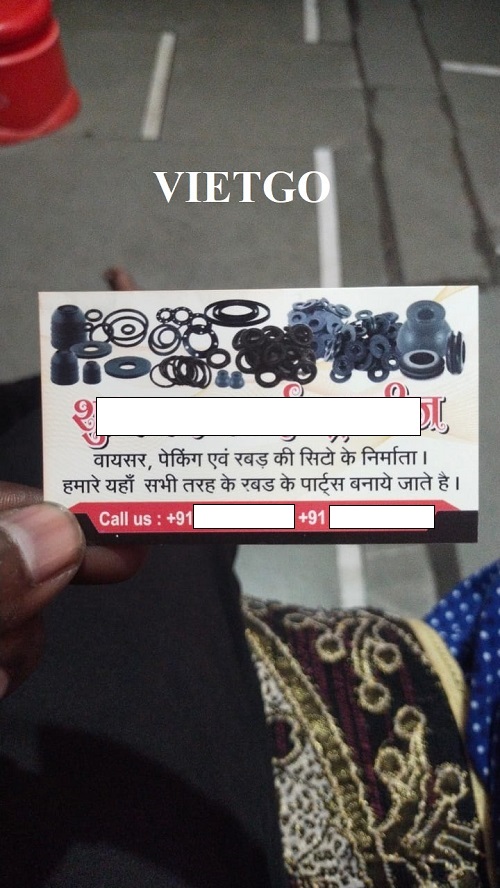 VIETGO
वायसर, पेकिंग एवं रबड़ की सिटो के निर्माता।
हमारे यहाँ सभी तरह के रबड के पार्ट्स बनाये जाते है।
Call us : +91 +91